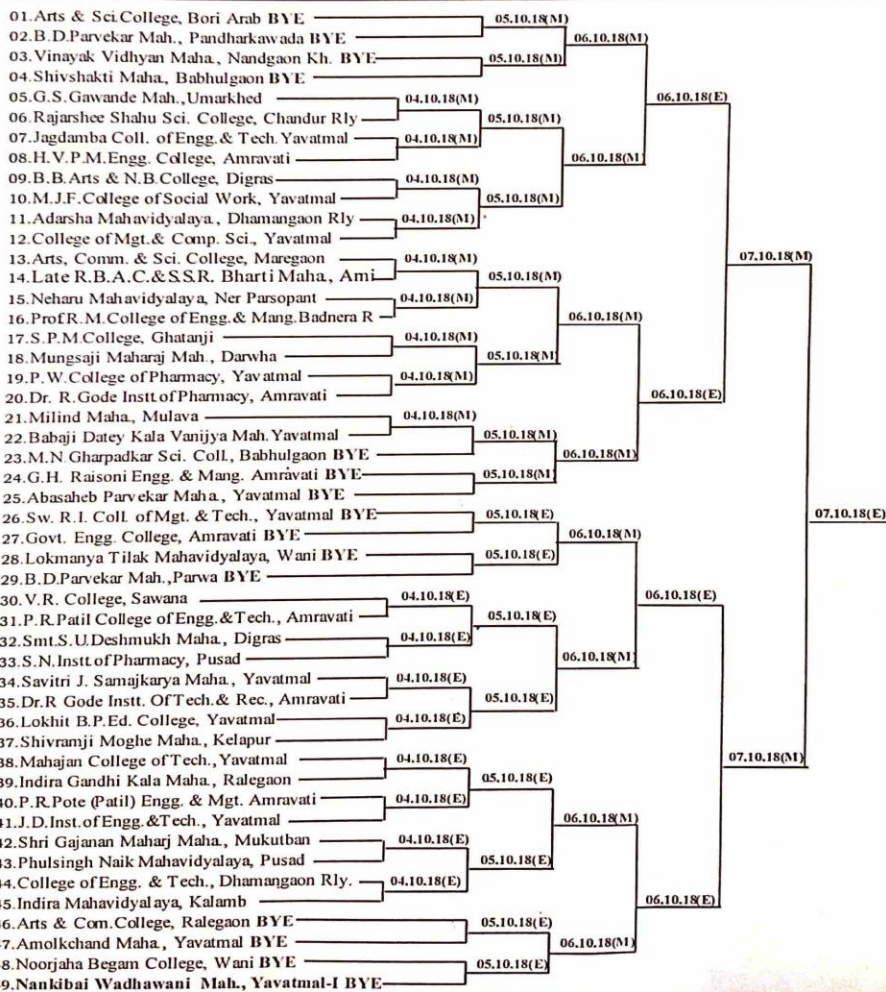 01.Arts & Sci.College, Bori Arab BYE
02.B.D.Parvekar Mah., Pandharkawada BYE
03.Vinayak Vidhyan Maha., Nandgaon Kh. BYE
04.Shivshakti Maha., Babhulgaon BYE
05.G.S.Gawande Mah.,Umarkhed
06.Rajarshee Shahu Sci. College, Chandur Rly
07.Jagdamba Coll. of Engg.& Tech. Yavatmal
08.H.V.P.M.Engg. College, Amravati
09.B.B.Arts & N.B.College, Digras
10.M.J.F.College of Social Work, Yavatmal
11.Adarsha Mahavidyalaya., Dhamangaon Rly
12.College of Mgt.& Comp. Sci., Yavatmal
13.Arts, Comm. & Sci. College, Maregaon
14.Late R.B.A.C.&S.S.R. Bharti Maha., Ami
15.Neharu Mahavidyalaya, Ner Parsopant
16.Prof.R.M.College of Engg.& Mang.Badnera R
17.S.P.M.College, Ghatanji
18.Mungsaji Maharaj Mah., Darwha
19.P.W.College of Pharmacy, Yavatmal
20.Dr. R.Gode Instt.of Pharmacy, Amravati
21.Milind Maha., Mulava
22.Babaji Datey Kala Vanijya Mah.Yavatmal
23.M.N.Gharpadkar Sci. Coll., Babhulgaon BYE
24.G.H. Raisoni Engg. & Mang. Amravati BYE
25.Abasaheb Parvekar Maha., Yavatmal BYE
26.Sw. R.I. Coll. of Mgt. & Tech., Yavatmal BYE
27.Govt. Engg. College, Amravati BYE
28.Lokmanya Tilak Mahavidyalaya, Wani BYE
29.B.D.Parvekar Mah.,Parwa BYE
30.V.R. College, Sawana
31.P.R.Patil College of Engg.&Tech., Amravati
32.Smt.S.U.Deshmukh Maha., Digras
33.S.N.Instt.of Pharmacy, Pusad
34.Savitri J. Samajkarya Maha., Yavatmal
35.Dr.R Gode Instt. Of Tech.& Rec., Amravati
36.Lokhit B.P.Ed. College, Yavatmal
37.Shivramji Moghe Maha., Kelapur
38.Mahajan College of Tech.,Yavatmal
39.Indira Gandhi Kala Maha., Ralegaon
40.P.R.Pote (Patil) Engg. & Mgt. Amravati
41.J.D.Inst.of Engg.&Tech., Yavatmal
42.Shri Gajanan Maharj Maha., Mukutban
43.Phulsingh Naik Mahavidyalaya, Pusad
44.College of Engg. & Tech., Dhamangaon Rly.
45.Indira Mahavidyalaya, Kalamb
46.Arts & Com.College, Ralegaon BYE
47.Amolkchand Maha., Yavatmal BYE
48.Noorjaha Begam College, Wani BYE
49.Nankibai Wadhawani Mah., Yavatmal-I BYE
04.10.18(M)
04.10.18(M)
04.10.18(M)
04.10.18(M)
04.10.18(M)
04.10.18(M)
04.10.18(M)
04.10.18(M)
04.10.18(M)
04.10.18(E)
04.10.18(E)
04.10.18(E)
04.10.18(E)
04.10.18(E)
04.10.18(E)
04.10.18(E)
04.10.18(E)
05.10.18(M)
05.10.18(M)
05.10.18(M)
05.10.18(M)
05.10.18(M)
05.10.18(M)
05.10.18(M)
05.10.18(M)
05.10.18(E)
05.10.18(E)
05.10.18(E)
05.10.18(E)
05.10.18(E)
05.10.18(E)
05.10.18(E)
05.10.18(E)
06.10.18(M)
06.10.18(M)
06.10.18(M)
06.10.18(M)
06.10.18(M)
06.10.18(M)
06.10.18(M)
06.10.18(M)
06.10.18(E)
06.10.18(E)
06.10.18(E)
06.10.18(E)
07.10.18(M)
07.10.18(M)
07.10.18(E)